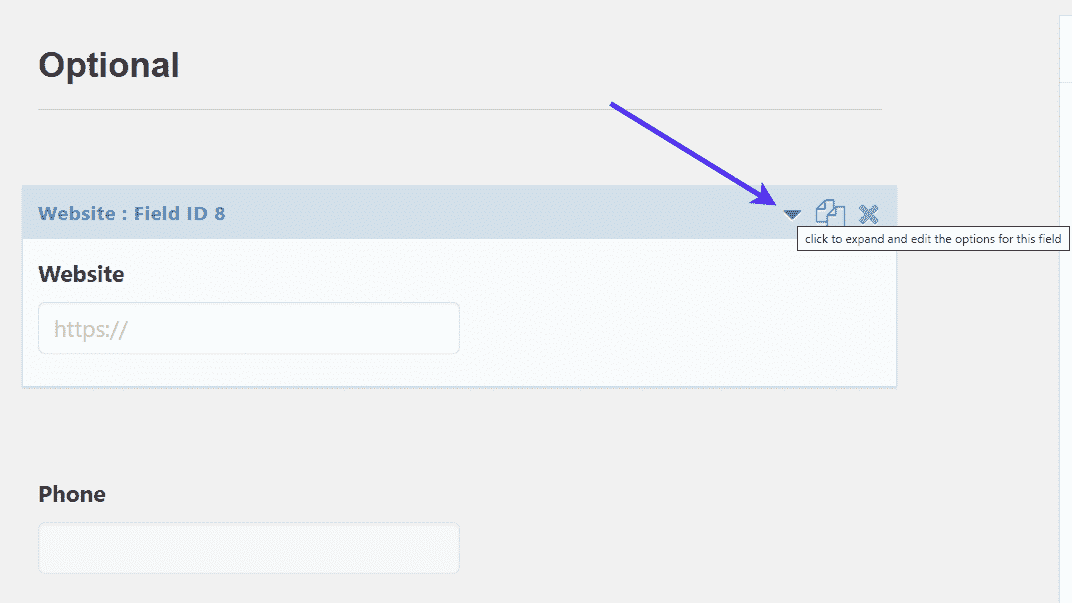 Optional
Website : Field ID 8
click to expand and edit the options for this field
Website
https://
Phone